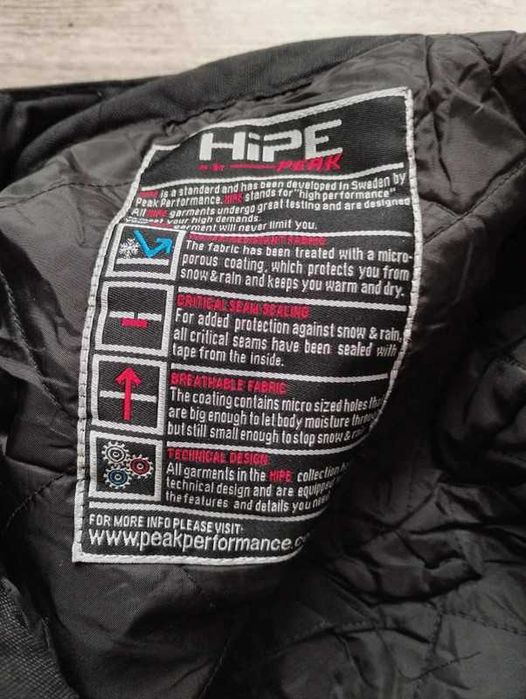 HiPE
PEAK
HiPE is a standard and has been developed in Sweden by
Peak Performance. HiPE stands for "high performance"
All HiPE garments undergo great testing and are designed
your high demands.
garment will never limit you.
The fabric has been treated with a micro-
porous coating, which protects you from
snow & rain and keeps you warm and dry.
CRITICAL SEAM SEALING
For added protection against snow & rain,
all critical seams have been sealed with
tape from the inside.
BREATHABLE FABRIC
The coating contains micro sized holes
are big enough to let body moisture
but still small enough to stop snow &
TECHNICAL DESIGN
All garments in the HiPE collection
technical design and are equipped
the features and details you
FOR MORE INFO PLEASE VISIT:
www.peakperformance.